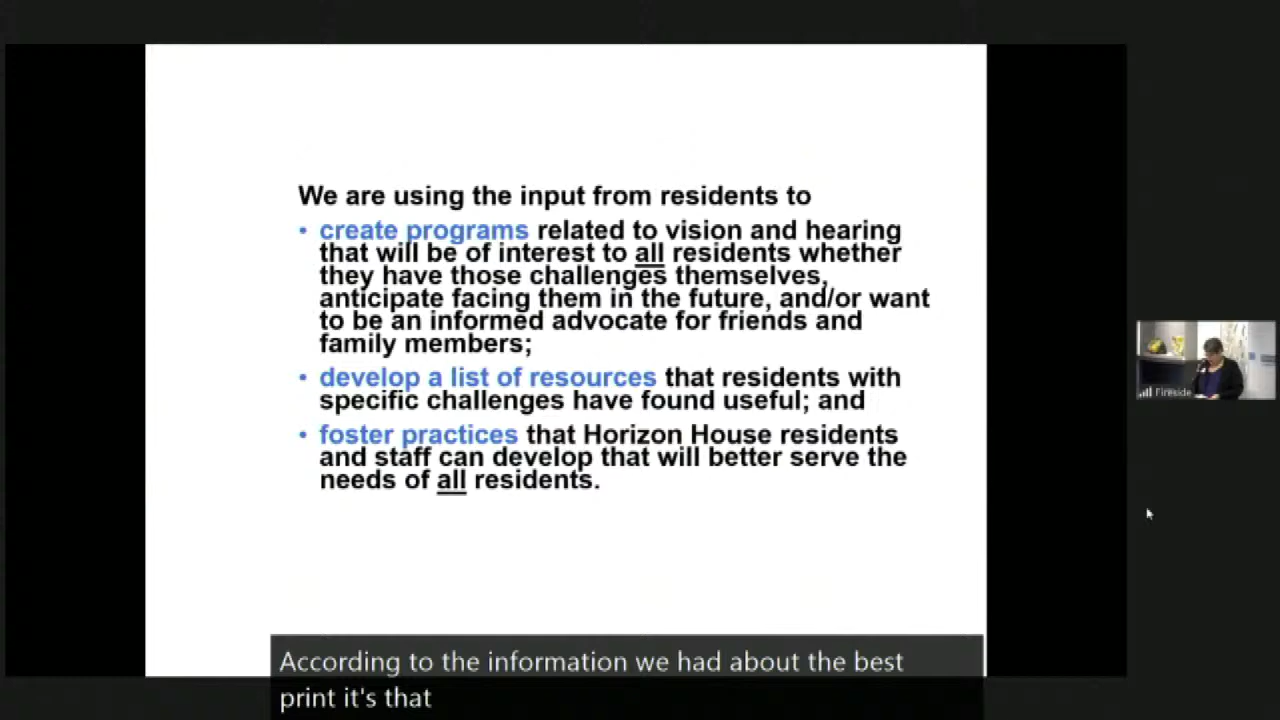 We are using the input from residents to
• create programs related to vision and hearing
that will be of interest to all residents whether
they have those challenges themselves,
anticipate facing them in the future, and/or want
to be an informed advocate for friends and
family members;
• develop a list of resources that residents with
specific challenges have found useful; and
• foster practices that Horizon House residents
and staff can develop that will better serve the
needs of all residents.
Fireside
According to the information we had about the best
print it's that